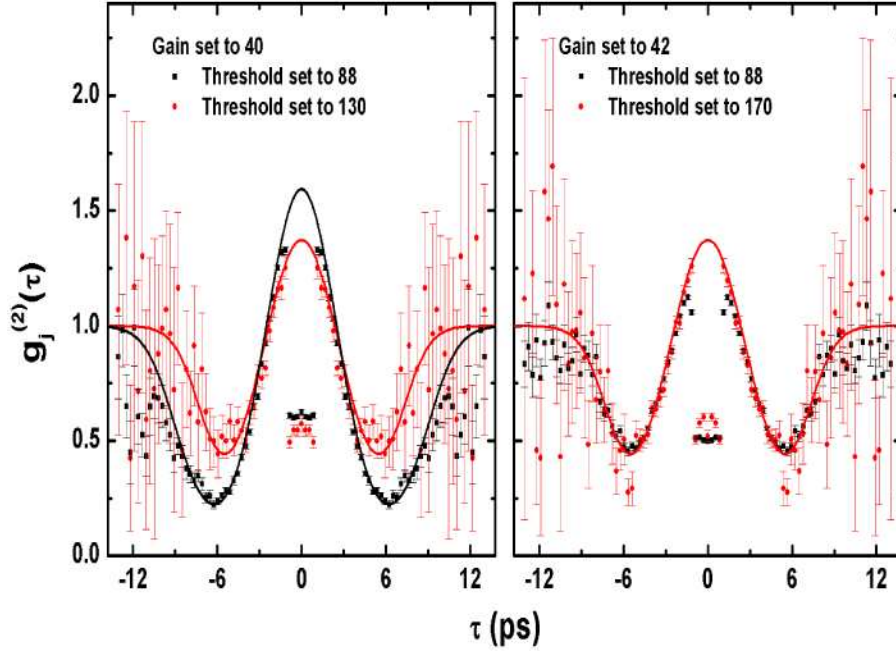 Gain set to 40
Threshold set to 88
Threshold set to 130
Gain set to 42
Threshold set to 88
Threshold set to 170
2.0
1.5
1.0
0.5
0.0
g_j^(2)(τ)
-12 -6 0 6 12
-12 -6 0 6 12
τ (ps)